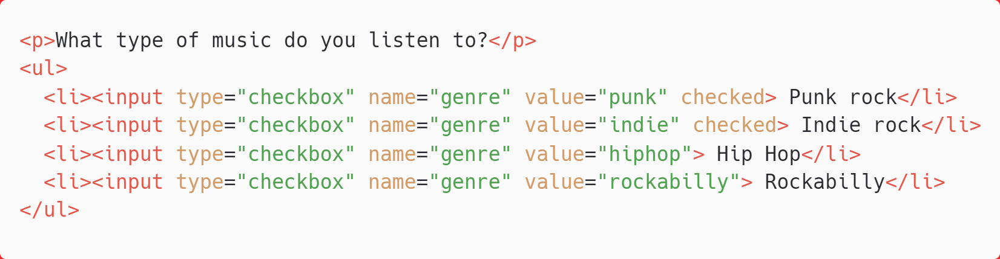 <p>What type of music do you listen to?</p>
<ul>
  <li><input type="checkbox" name="genre" value="punk" checked> Punk rock</li>
  <li><input type="checkbox" name="genre" value="indie" checked> Indie rock</li>
  <li><input type="checkbox" name="genre" value="hiphop"> Hip Hop</li>
  <li><input type="checkbox" name="genre" value="rockabilly"> Rockabilly</li>
</ul>